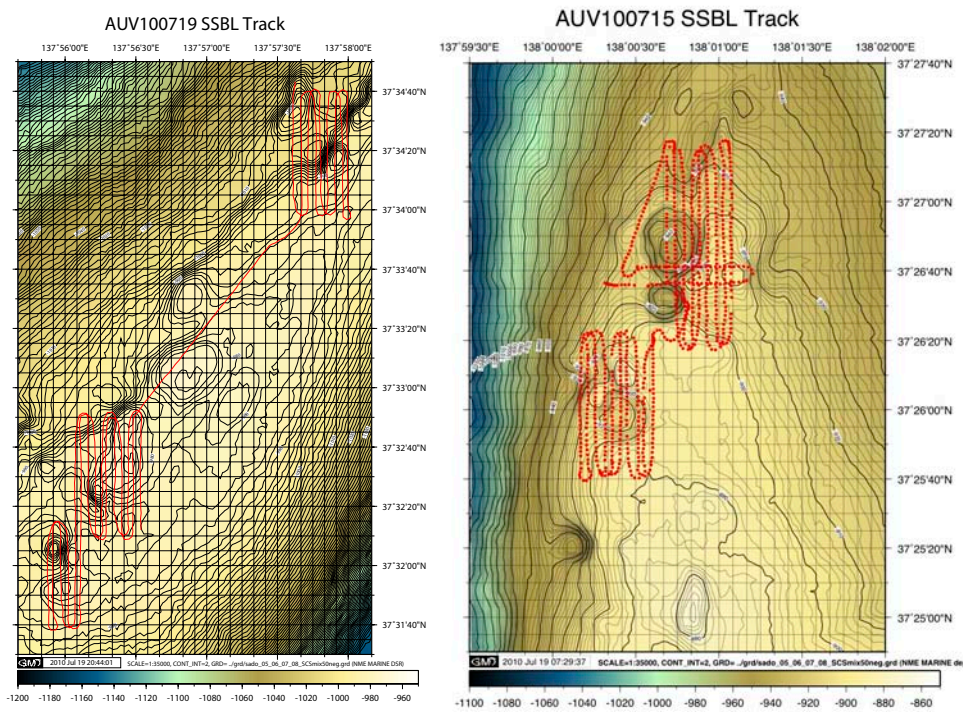 AUV100719 SSBL Track
137˚56'00"E 137˚56'30"E 137˚57'00"E 137˚57'30"E 137˚58'00"E
37˚34'40"N
37˚34'20"N
37˚34'00"N
37˚33'40"N
37˚33'20"N
37˚33'00"N
37˚32'40"N
37˚32'20"N
37˚32'00"N
37˚31'40"N
GMD 2010 Jul 19 20:44:01 SCALE=1:35000, CONT_INT=2, GRD= ../grd/sado_05_06_07_08_SCSmix50neg.grd (NME MARINE DSR)
-1200 -1180 -1160 -1140 -1120 -1100 -1080 -1060 -1040 -1020 -1000 -980 -960
AUV100715 SSBL Track
137˚59'30"E 138˚00'00"E 138˚00'30"E 138˚01'00"E 138˚01'30"E 138˚02'00"E
37˚27'40"N
37˚27'20"N
37˚27'00"N
37˚26'40"N
37˚26'20"N
37˚26'00"N
37˚25'40"N
37˚25'20"N
37˚25'00"N
GMD 2010 Jul 19 07:29:37 SCALE=1:35000, CONT_INT=2, GRD= ../grd/sado_05_06_07_08_SCSmix50neg.grd (NME MARINE de
-1100 -1080 -1060 -1040 -1020 -1000 -980 -960 -940 -920 -900 -880 -860